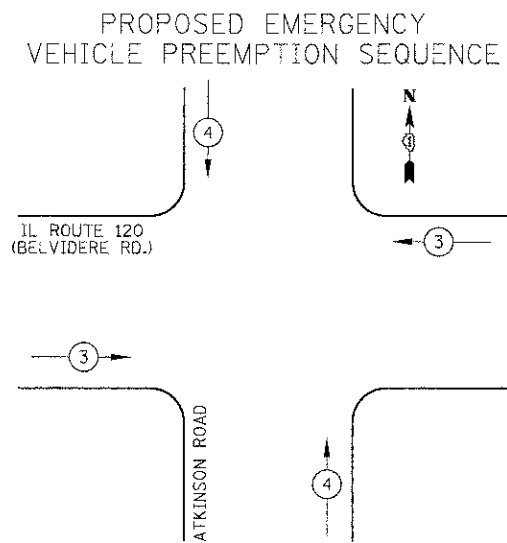 PROPOSED EMERGENCY
VEHICLE PREEMPTION SEQUENCE
4
N
IL ROUTE 120
(BELVIDERE RD.)
3
3
ATKINSON ROAD
4